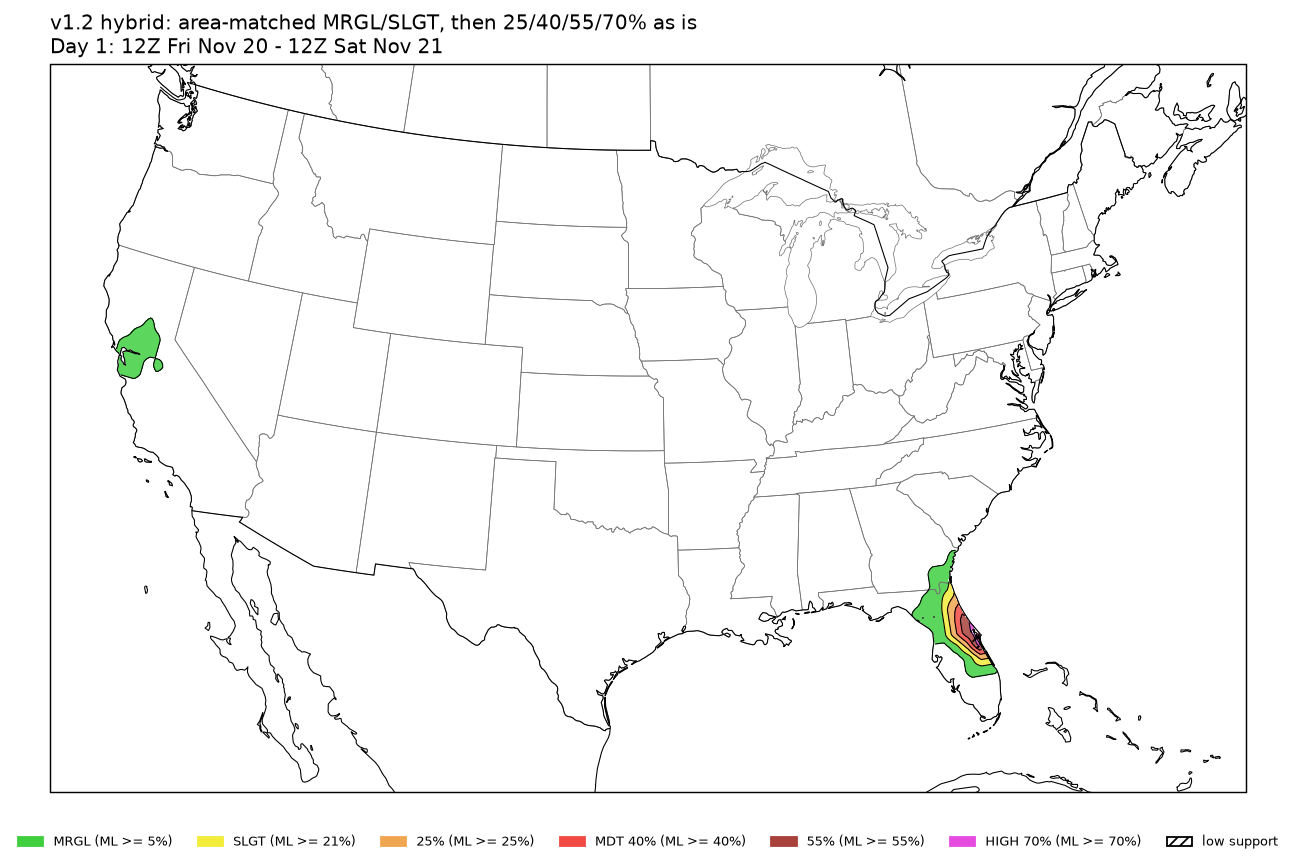 v1.2 hybrid: area-matched MRGL/SLGT, then 25/40/55/70% as is
Day 1: 12Z Fri Nov 20 - 12Z Sat Nov 21
MRGL (ML >= 5%)
SLGT (ML >= 21%)
25% (ML >= 25%)
MDT 40% (ML >= 40%)
55% (ML >= 55%)
HIGH 70% (ML >= 70%)
low support